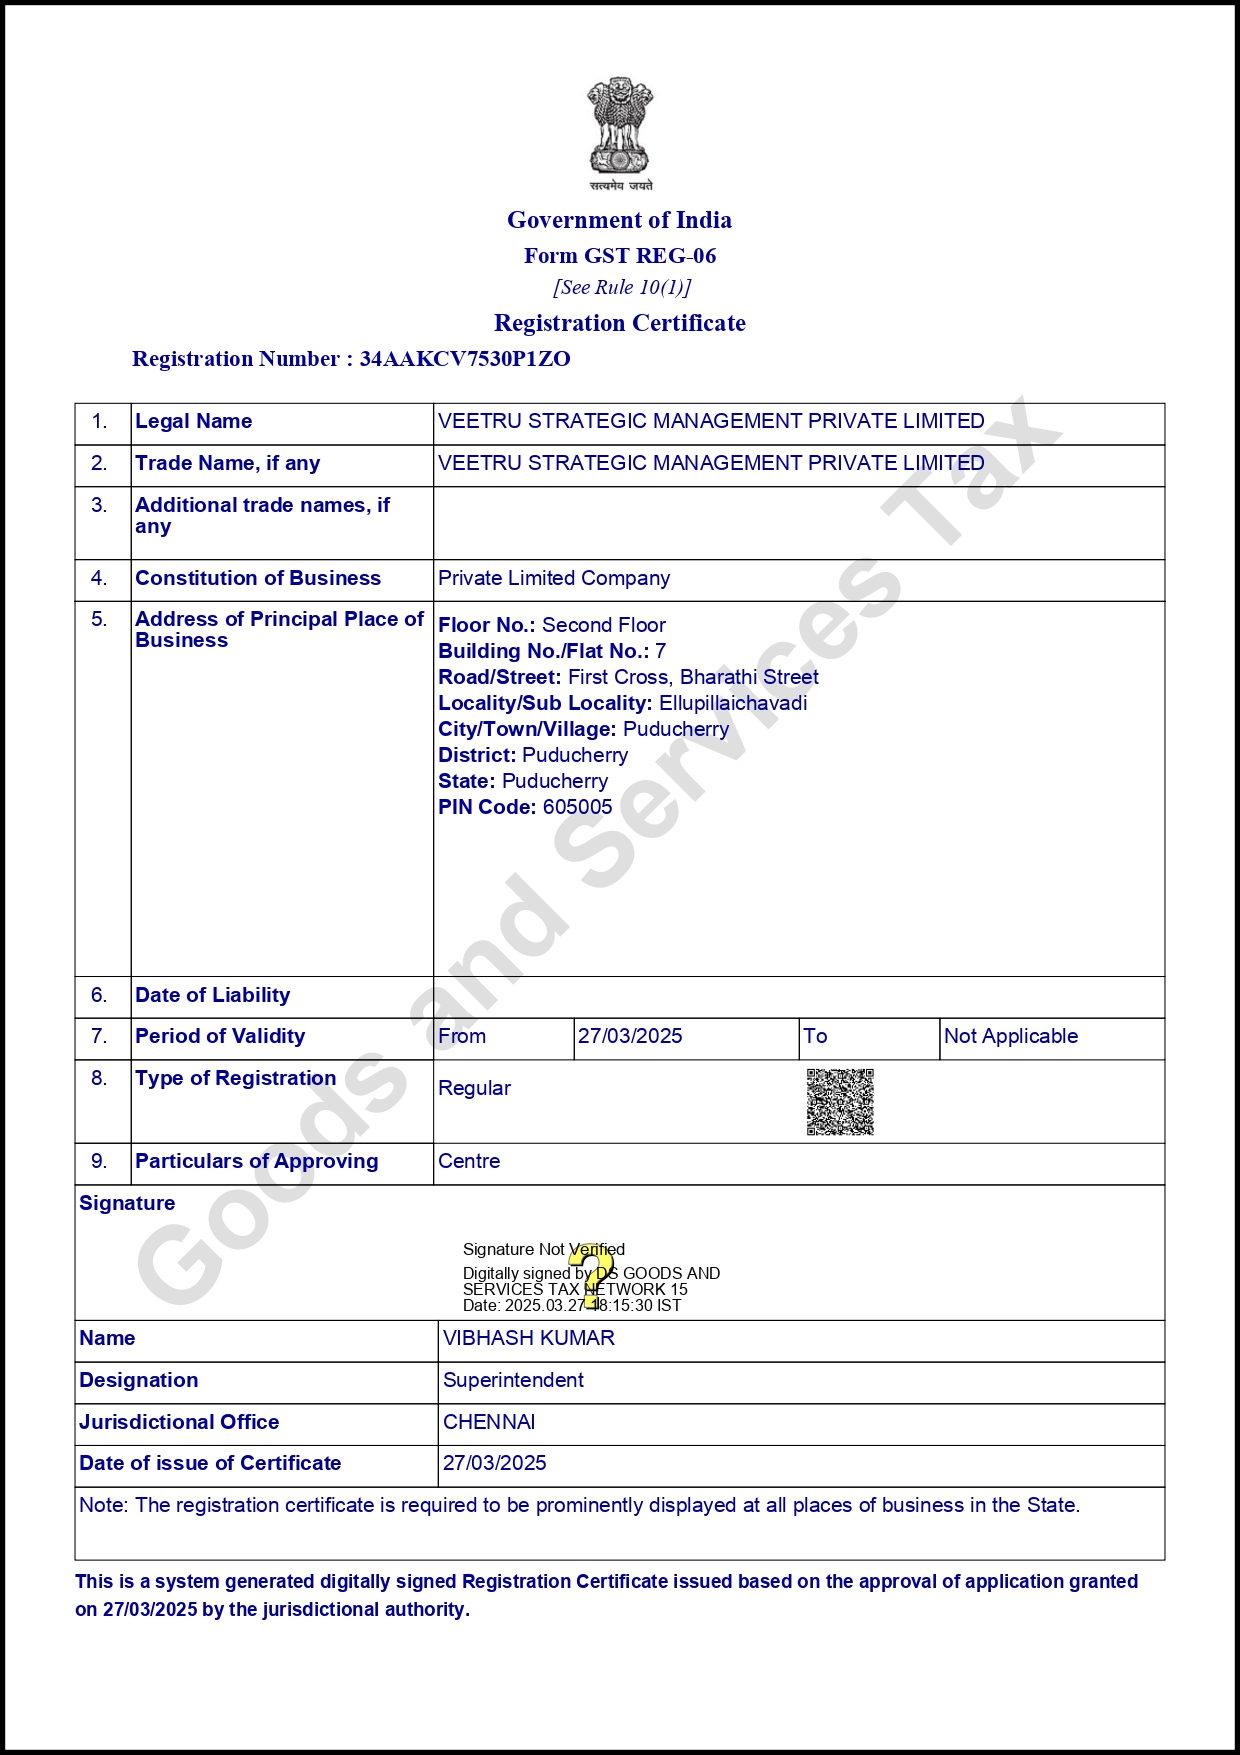 सत्यमेव जयते
Government of India
Form GST REG-06
[See Rule 10(1)]
Registration Certificate
Registration Number : 34AAKCV7530P1ZO
1. Legal Name VEETRU STRATEGIC MANAGEMENT PRIVATE LIMITED
2. Trade Name, if any VEETRU STRATEGIC MANAGEMENT PRIVATE LIMITED
3. Additional trade names, if
any
4. Constitution of Business Private Limited Company
5. Address of Principal Place of
Business
Floor No.: Second Floor
Building No./Flat No.: 7
Road/Street: First Cross, Bharathi Street
Locality/Sub Locality: Ellupillaichavadi
City/Town/Village: Puducherry
District: Puducherry
State: Puducherry
PIN Code: 605005
6. Date of Liability
7. Period of Validity From 27/03/2025 To Not Applicable
8. Type of Registration Regular
9. Particulars of Approving Centre
Signature
Signature Not Verified
Digitally signed by DS GOODS AND
SERVICES TAX NETWORK 15
Date: 2025.03.27 18:15:30 IST
Name VIBHASH KUMAR
Designation Superintendent
Jurisdictional Office CHENNAI
Date of issue of Certificate 27/03/2025
Note: The registration certificate is required to be prominently displayed at all places of business in the State.
This is a system generated digitally signed Registration Certificate issued based on the approval of application granted
on 27/03/2025 by the jurisdictional authority.
Goods and Services Tax